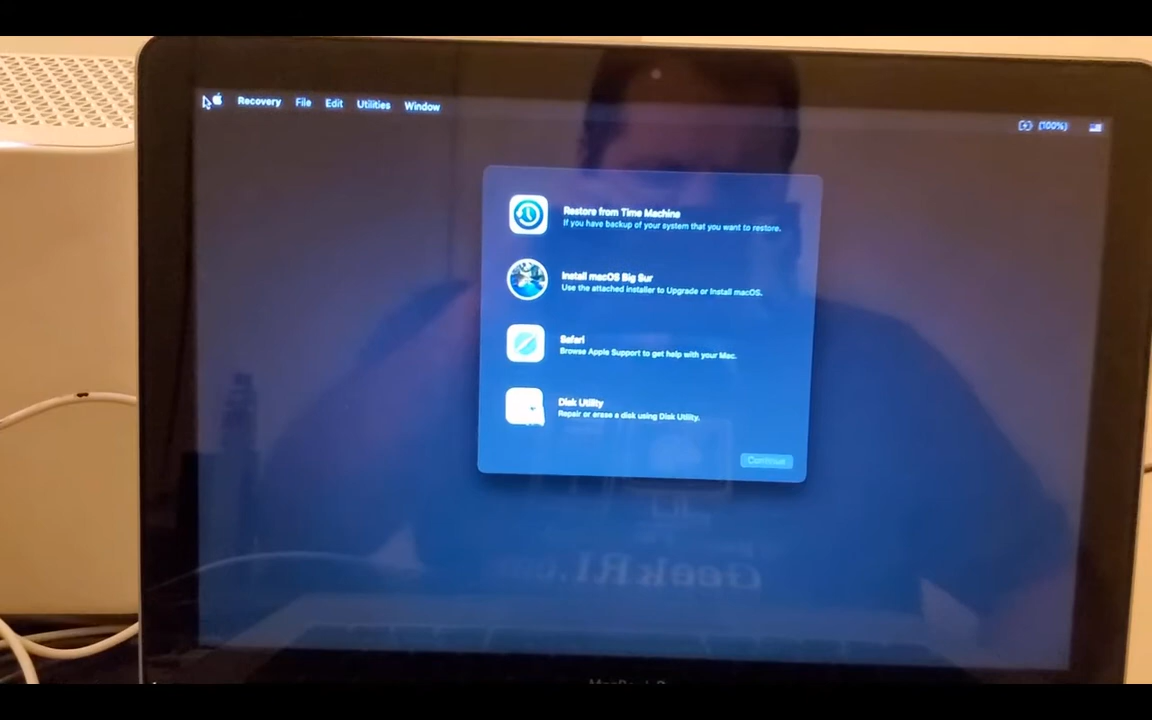 Recovery File Edit Utilities Window
(100%)
Restore from Time Machine
If you have backup of your system that you want to restore.
Install macOS Big Sur
Use the attached installer to Upgrade or Install macOS.
Safari
Browse Apple Support to get help with your Mac.
Disk Utility
Repair or erase a disk using Disk Utility.
Continue
GeekRI